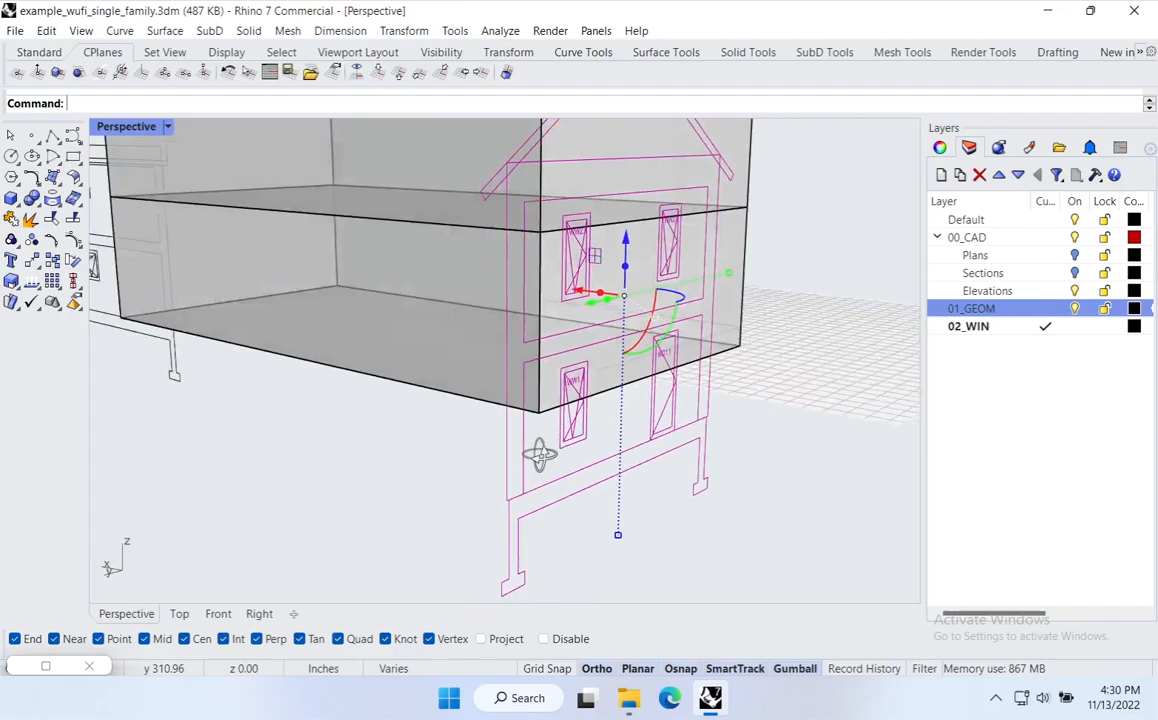 example_wufi_single_family.3dm (487 KB) - Rhino 7 Commercial - [Perspective]
File Edit View Curve Surface SubD Solid Mesh Dimension Transform Tools Analyze Render Panels Help
Standard CPlanes Set View Display Select Viewport Layout Visibility Transform Curve Tools Surface Tools Solid Tools SubD Tools Mesh Tools Render Tools Drafting New in
Command:
Perspective
Layers
Layer Cu... On Lock Co...
Default
00_CAD
Plans
Sections
Elevations
01_GEOM
02_WIN
z
Perspective Top Front Right
Activate Windows
Go to Settings to activate Windows.
End Near Point Mid Cen Int Perp Tan Quad Knot Vertex Project Disable
y 310.96 z 0.00 Inches Varies Grid Snap Ortho Planar Osnap SmartTrack Gumball Record History Filter Memory use: 867 MB
Search
4:30 PM
11/13/2022